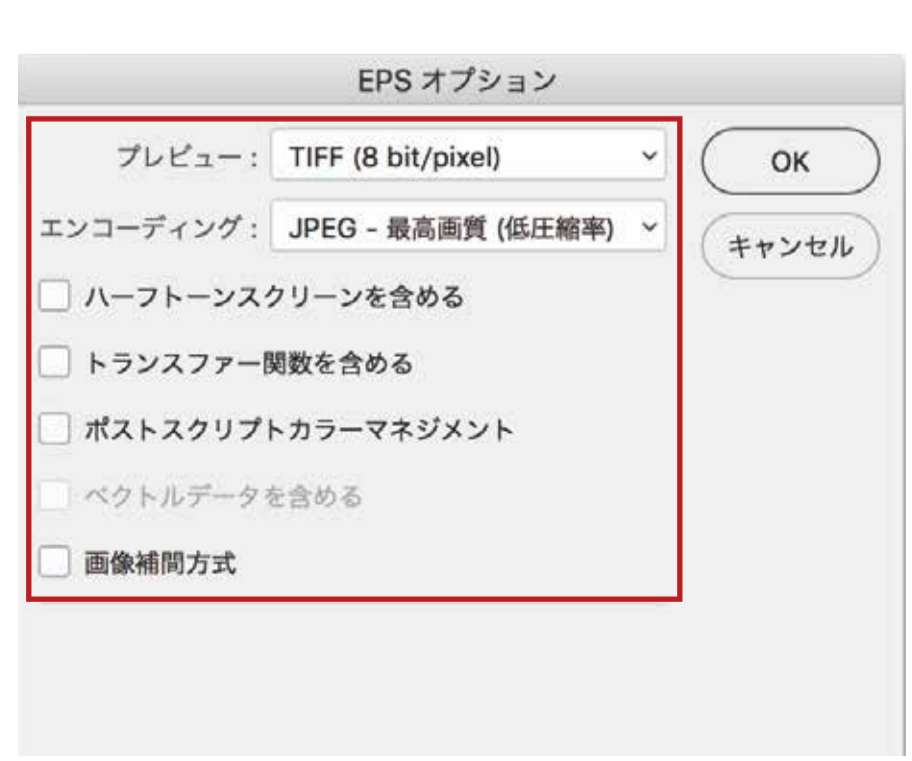 EPS オプション
プレビュー : TIFF (8 bit/pixel)
OK
エンコーディング : JPEG - 最高画質 (低圧縮率)
キャンセル
ハーフトーンスクリーンを含める
トランスファー関数を含める
ポストスクリプトカラーマネジメント
ベクトルデータを含める
画像補間方式